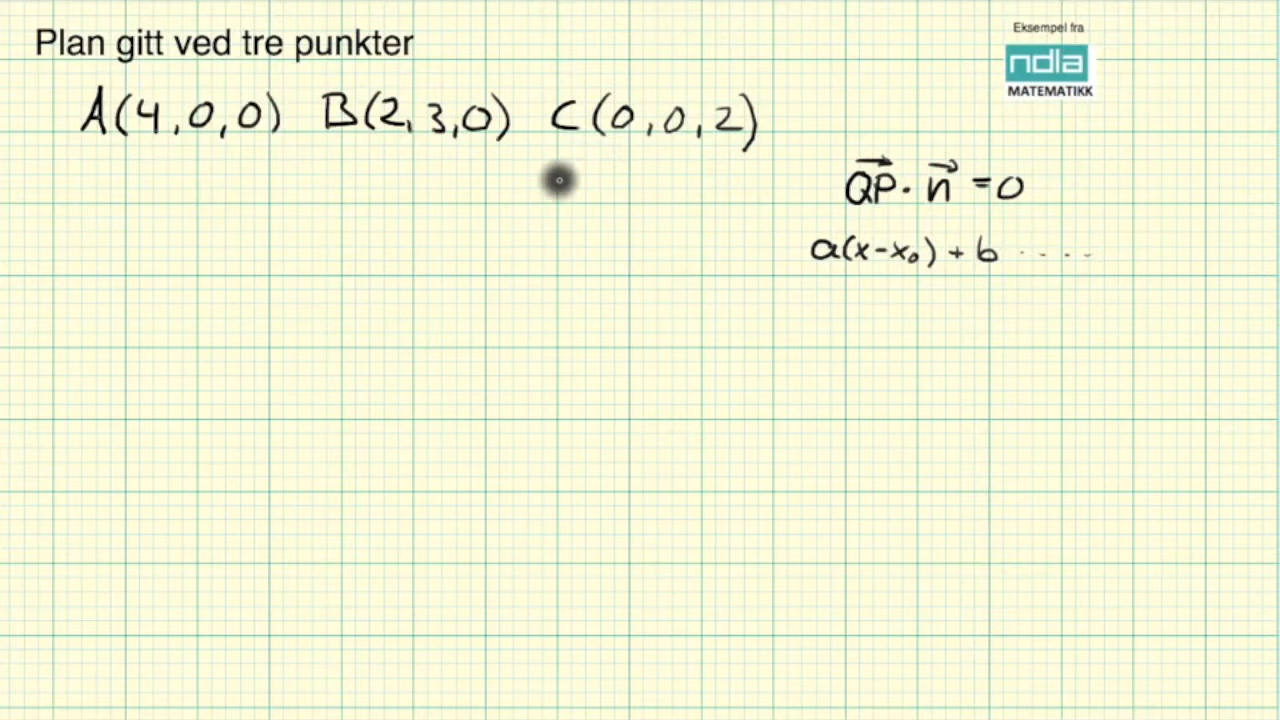 Plan gitt ved tre punkter
Eksempel fra
ndla
MATEMATIKK
A(4,0,0) B(2,3,0) C(0,0,2)
QP⃗ · n⃗ = 0
a(x-x₀) + b ....